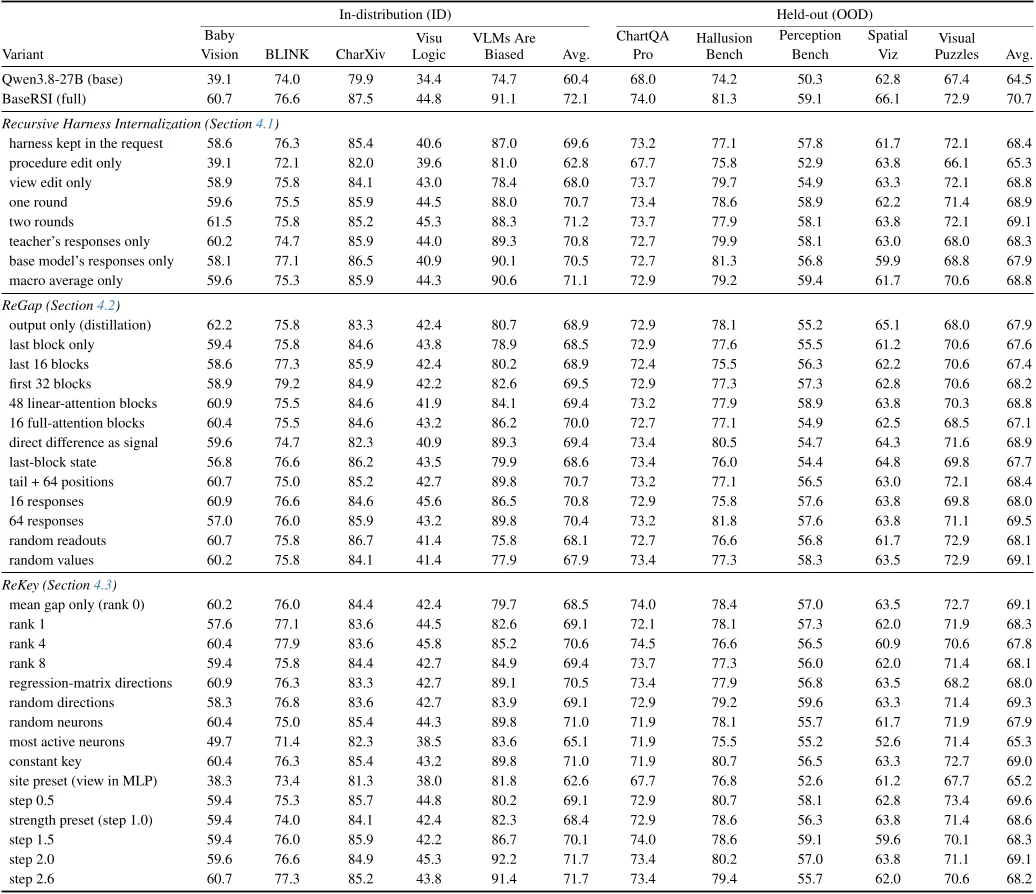 In-distribution (ID) Held-out (OOD)
Variant Baby Vision BLINK CharXiv Visu Logic VLMs Are Biased Avg. ChartQA Pro Hallusion Bench Perception Bench Spatial Viz Visual Puzzles Avg.
Qwen3.8-27B (base) 39.1 74.0 79.9 34.4 74.7 60.4 68.0 74.2 50.3 62.8 67.4 64.5
BaseRSI (full) 60.7 76.6 87.5 44.8 91.1 72.1 74.0 81.3 59.1 66.1 72.9 70.7
Recursive Harness Internalization (Section 4.1)
harness kept in the request 58.6 76.3 85.4 40.6 87.0 69.6 73.2 77.1 57.8 61.7 72.1 68.4
procedure edit only 39.1 72.1 82.0 39.6 81.0 62.8 67.7 75.8 52.9 63.8 66.1 65.3
view edit only 58.9 75.8 84.1 43.0 78.4 68.0 73.7 79.7 54.9 63.3 72.1 68.8
one round 59.6 75.5 85.9 44.5 88.0 70.7 73.4 78.6 58.9 62.2 71.4 68.9
two rounds 61.5 75.8 85.2 45.3 88.3 71.2 73.7 77.9 58.1 63.8 72.1 69.1
teacher's responses only 60.2 74.7 85.9 44.0 89.3 70.8 72.7 79.9 58.1 63.0 68.0 68.3
base model's responses only 58.1 77.1 86.5 40.9 90.1 70.5 72.7 81.3 56.8 59.9 68.8 67.9
macro average only 59.6 75.3 85.9 44.3 90.6 71.1 72.9 79.2 59.4 61.7 70.6 68.8
ReGap (Section 4.2)
output only (distillation) 62.2 75.8 83.3 42.4 80.7 68.9 72.9 78.1 55.2 65.1 68.0 67.9
last block only 59.4 75.8 84.6 43.8 78.9 68.5 72.9 77.6 55.5 61.2 70.6 67.6
last 16 blocks 58.6 77.3 85.9 42.4 80.2 68.9 72.4 75.5 56.3 62.2 70.6 67.4
first 32 blocks 58.9 79.2 84.9 42.2 82.6 69.5 72.9 77.3 57.3 62.8 70.6 68.2
48 linear-attention blocks 60.9 75.5 84.6 41.9 84.1 69.4 73.2 77.9 58.9 63.8 70.3 68.8
16 full-attention blocks 60.4 75.5 84.6 43.2 86.2 70.0 72.7 77.1 54.9 62.5 68.5 67.1
direct difference as signal 59.6 74.7 82.3 40.9 89.3 69.4 73.4 80.5 54.7 64.3 71.6 68.9
last-block state 56.8 76.6 86.2 43.5 79.9 68.6 73.4 76.0 54.4 64.8 69.8 67.7
tail + 64 positions 60.7 75.0 85.2 42.7 89.8 70.7 73.2 77.1 56.5 63.0 72.1 68.4
16 responses 60.9 76.6 84.6 45.6 86.5 70.8 72.9 75.8 57.6 63.8 69.8 68.0
64 responses 57.0 76.0 85.9 43.2 89.8 70.4 73.2 81.8 57.6 63.8 71.1 69.5
random readouts 60.7 75.8 86.7 41.4 75.8 68.1 72.7 76.6 56.8 61.7 72.9 68.1
random values 60.2 75.8 84.1 41.4 77.9 67.9 73.4 77.3 58.3 63.5 72.9 69.1
ReKey (Section 4.3)
mean gap only (rank 0) 60.2 76.0 84.4 42.4 79.7 68.5 74.0 78.4 57.0 63.5 72.7 69.1
rank 1 57.6 77.1 83.6 44.5 82.6 69.1 72.1 78.1 57.3 62.0 71.9 68.3
rank 4 60.4 77.9 83.6 45.8 85.2 70.6 74.5 76.6 56.5 60.9 70.6 67.8
rank 8 59.4 75.8 84.4 42.7 84.9 69.4 73.7 77.3 56.0 62.0 71.4 68.1
regression-matrix directions 60.9 76.3 83.3 42.7 89.1 70.5 73.4 77.9 56.8 63.5 68.2 68.0
random directions 58.3 76.8 83.6 42.7 83.9 69.1 72.9 79.2 59.6 63.3 71.4 69.3
random neurons 60.4 75.0 85.4 44.3 89.8 71.0 71.9 78.1 55.7 61.7 71.9 67.9
most active neurons 49.7 71.4 82.3 38.5 83.6 65.1 71.9 75.5 55.2 52.6 71.4 65.3
constant key 60.4 76.3 85.4 43.2 89.8 71.0 71.9 80.7 56.5 63.3 72.7 69.0
site preset (view in MLP) 38.3 73.4 81.3 38.0 81.8 62.6 67.7 76.8 52.6 61.2 67.7 65.2
step 0.5 59.4 75.3 85.7 44.8 80.2 69.1 72.9 80.7 58.1 62.8 73.4 69.6
strength preset (step 1.0) 59.4 74.0 84.1 42.4 82.3 68.4 72.9 78.6 56.3 63.8 71.4 68.6
step 1.5 59.4 76.0 85.9 42.2 86.7 70.1 74.0 78.6 59.1 59.6 70.1 68.3
step 2.0 59.6 76.6 84.9 45.3 92.2 71.7 73.4 80.2 57.0 63.8 71.1 69.1
step 2.6 60.7 77.3 85.2 43.8 91.4 71.7 73.4 79.4 55.7 62.0 70.6 68.2